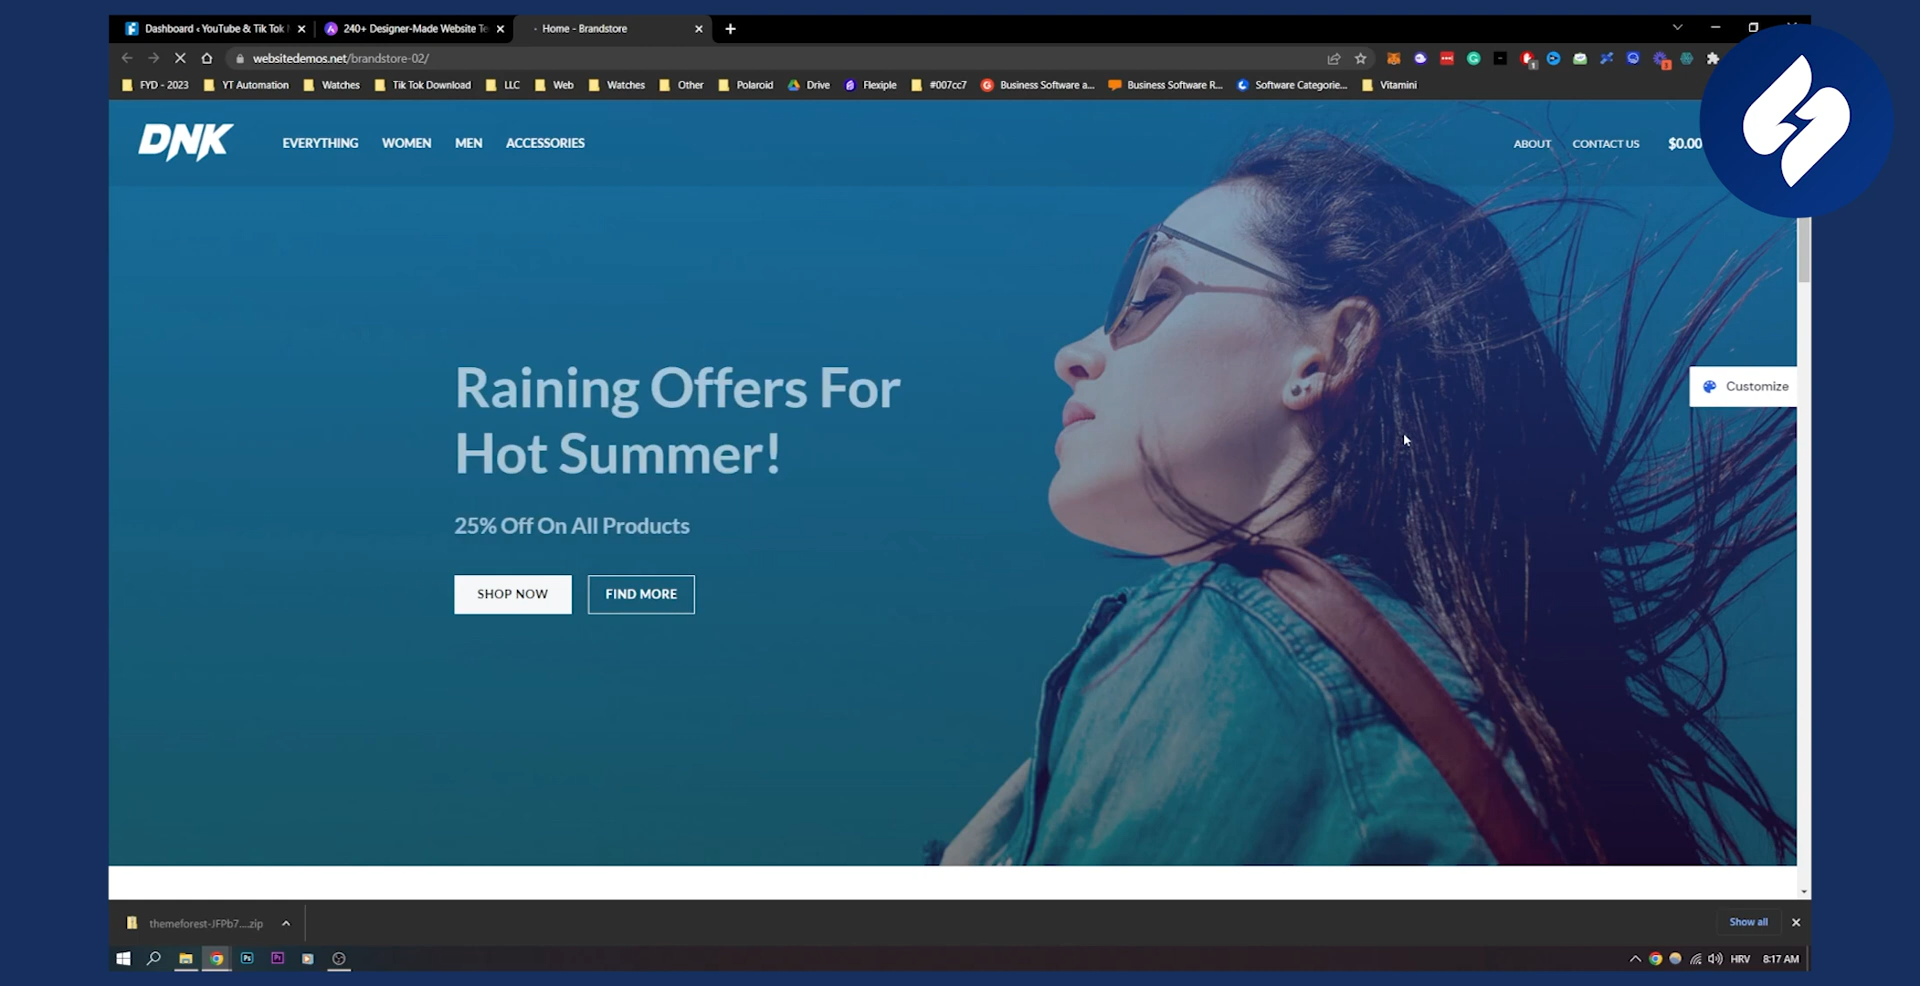 Dashboard ‹ YouTube & Tik Tok
240+ Designer-Made Website Te
Home - Brandstore
websitedemos.net/brandstore-02/
FYD - 2023
YT Automation
Watches
Tik Tok Download
LLC
Web
Watches
Other
Polaroid
Drive
Flexiple
#007cc7
Business Software a...
Business Software R...
Software Categorie...
Vitamini
DNK
EVERYTHING
WOMEN
MEN
ACCESSORIES
ABOUT
CONTACT US
$0.00
Raining Offers For
Hot Summer!
25% Off On All Products
SHOP NOW
FIND MORE
Customize
themeforest-JFPb7....zip
Show all
Ps
Pr
HRV
8:17 AM